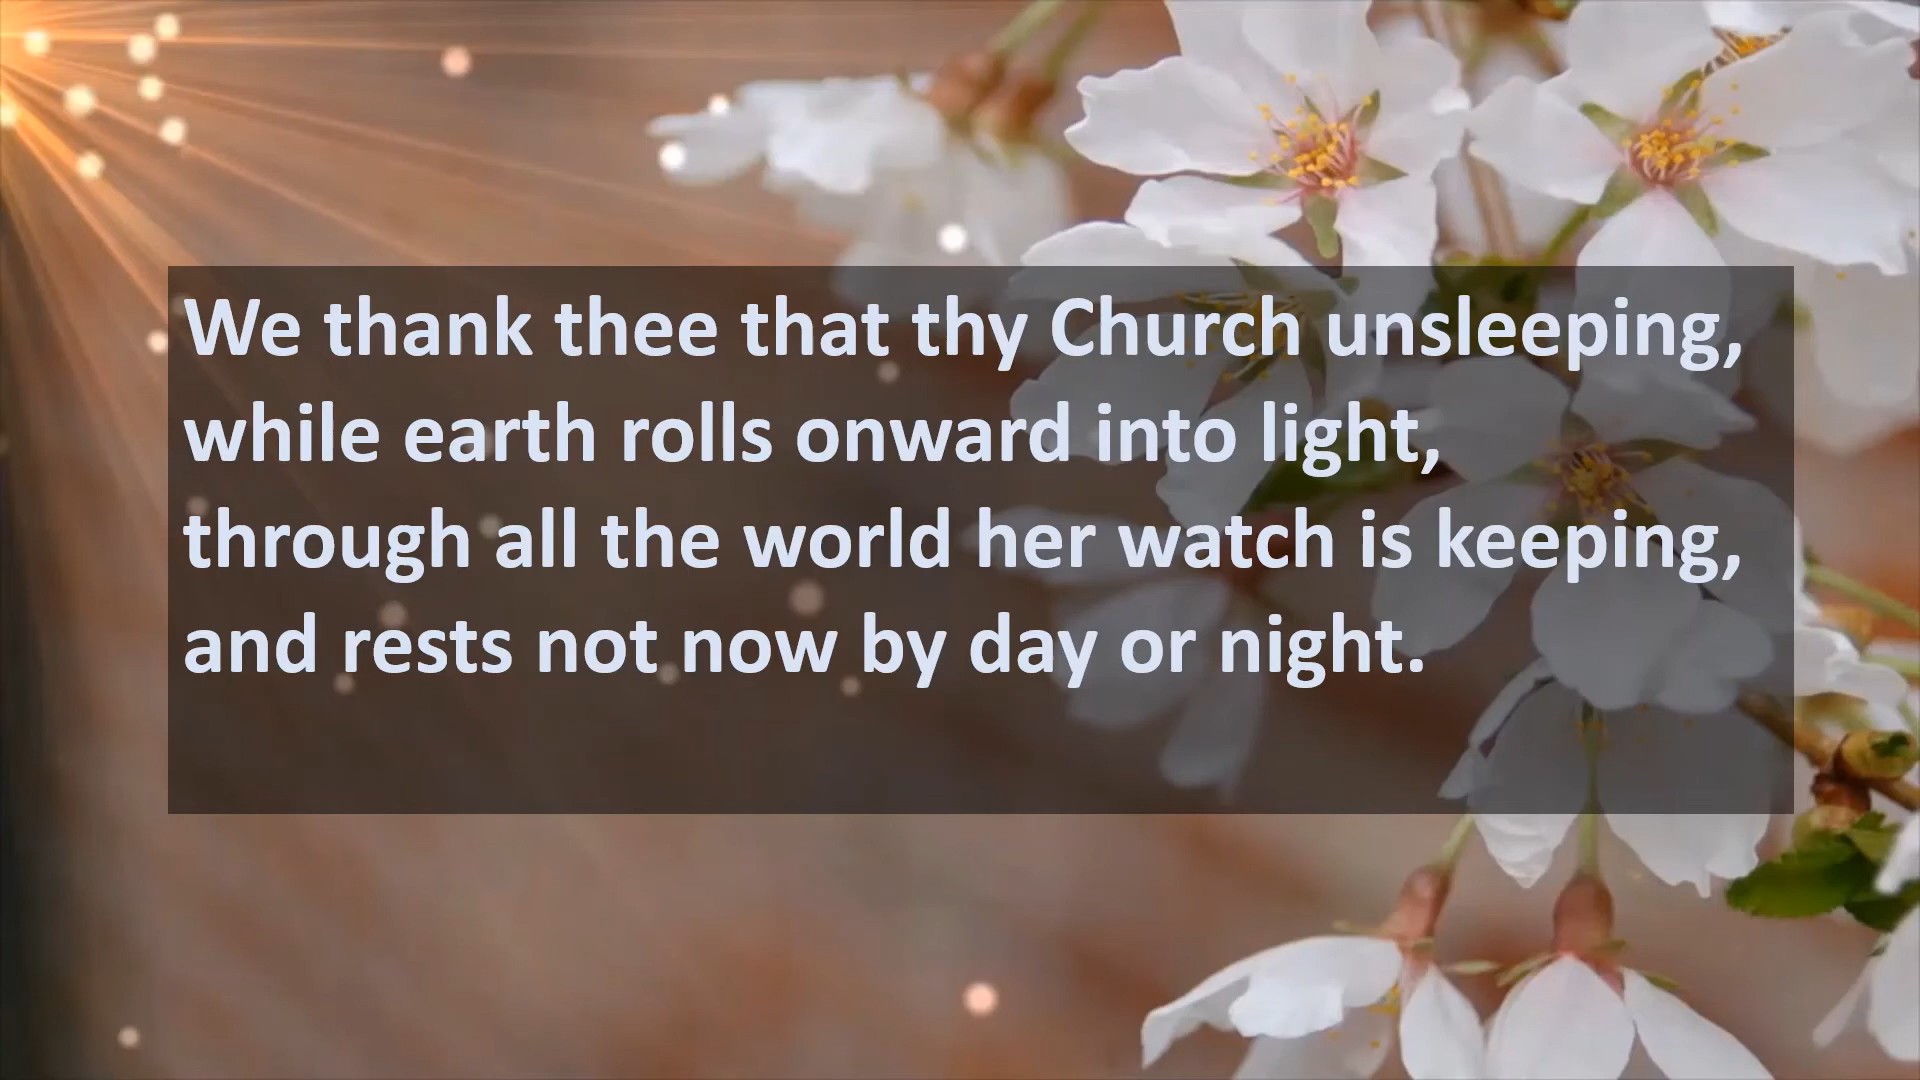 We thank thee that thy Church unsleeping,
while earth rolls onward into light,
through all the world her watch is keeping,
and rests not now by day or night.